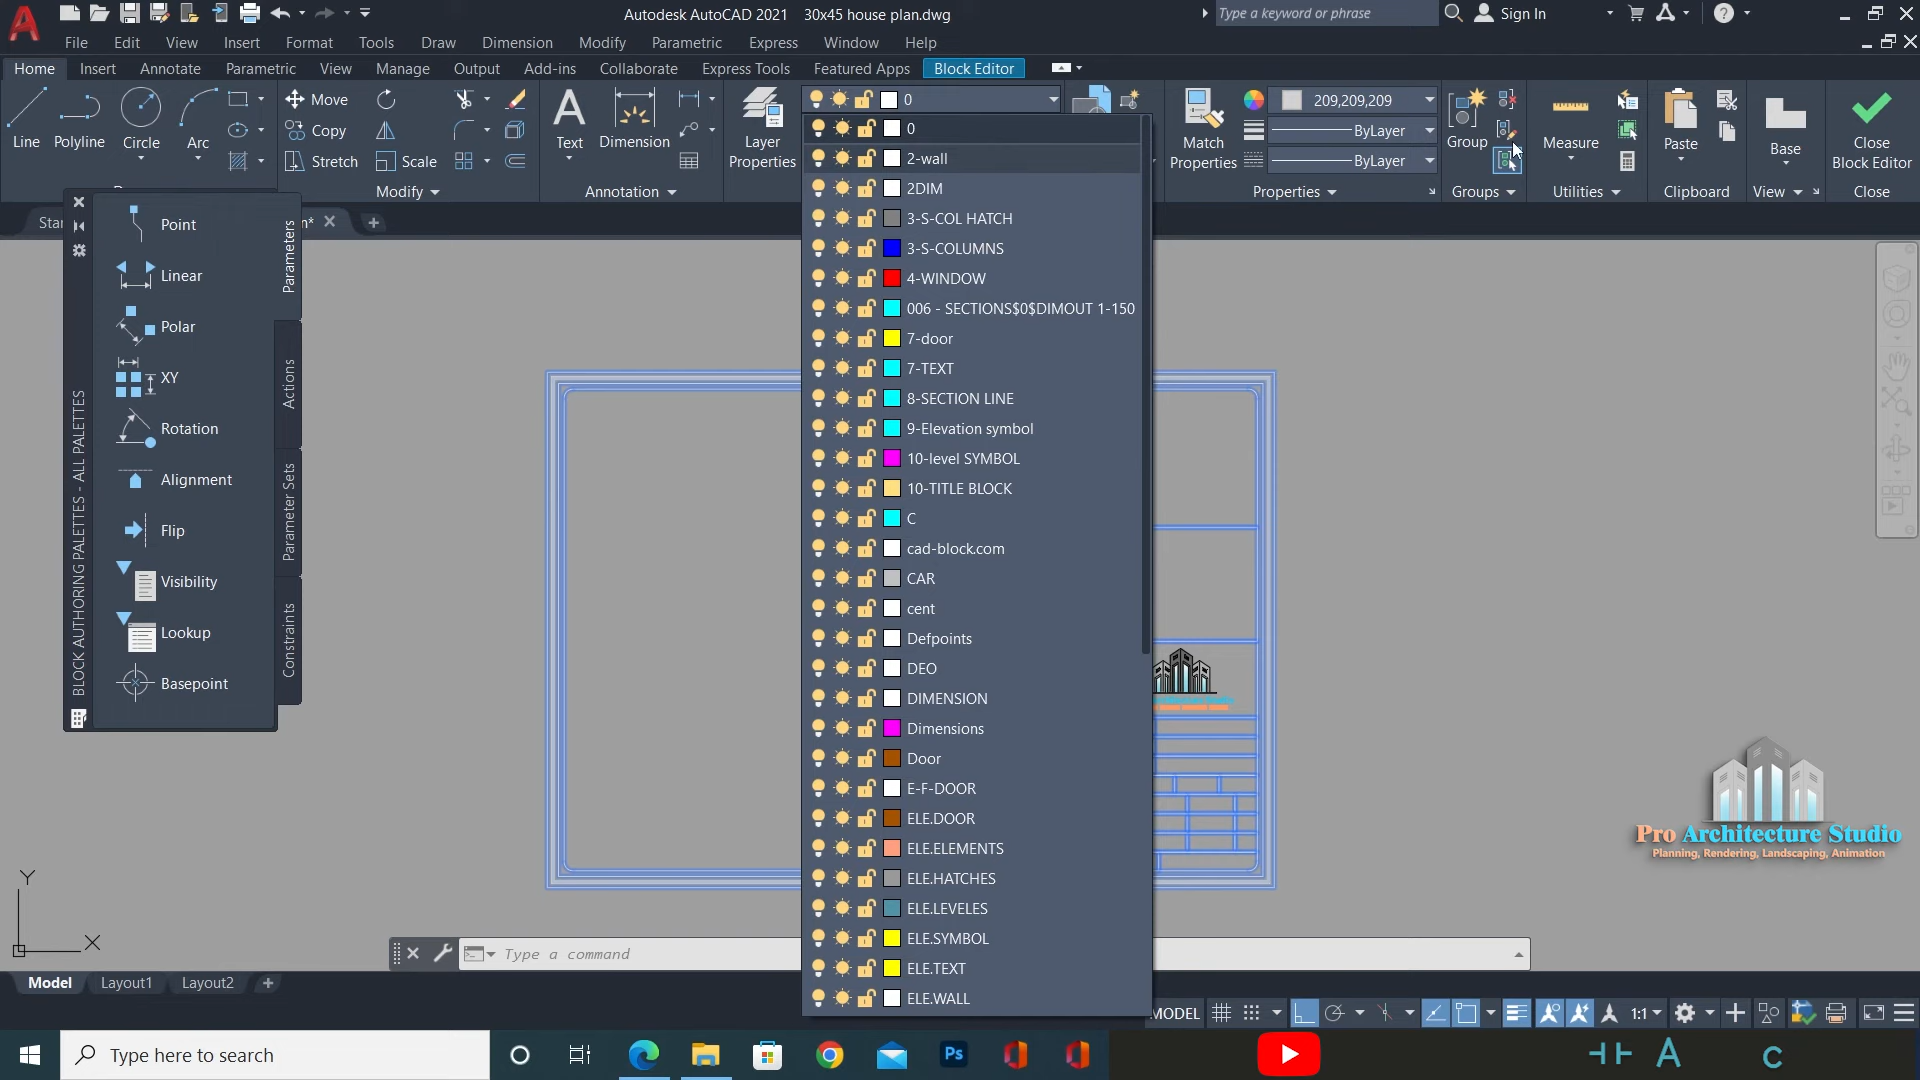 Autodesk AutoCAD 2021 30x45 house plan.dwg
Type a keyword or phrase
Sign In
File Edit View Insert Format Tools Draw Dimension Modify Parametric Express Window Help
Home Insert Annotate Parametric View Manage Output Add-ins Collaborate Express Tools Featured Apps Block Editor
Line
Polyline
Circle
Arc
Move
Copy
Stretch
Scale
Modify
Text
Dimension
Annotation
Layer
Properties
0
Match
Properties
209,209,209
ByLayer
ByLayer
Properties
Group
Groups
Measure
Utilities
Paste
Clipboard
Base
View
Close
Block Editor
Close
0
2-wall
2DIM
3-S-COL HATCH
3-S-COLUMNS
4-WINDOW
006 - SECTIONS$0$DIMOUT 1-150
7-door
7-TEXT
8-SECTION LINE
9-Elevation symbol
10-level SYMBOL
10-TITLE BLOCK
C
cad-block.com
CAR
cent
Defpoints
DEO
DIMENSION
Dimensions
Door
E-F-DOOR
ELE.DOOR
ELE.ELEMENTS
ELE.HATCHES
ELE.LEVELES
ELE.SYMBOL
ELE.TEXT
ELE.WALL
Star
n*
Point
Linear
Polar
XY
Rotation
Alignment
Flip
Visibility
Lookup
Basepoint
Parameters
Actions
Parameter Sets
Constraints
BLOCK AUTHORING PALETTES - ALL PALETTES
Pro Architecture Studio
Planning, Rendering, Landscaping, Animation
Y
X
Type a command
Model Layout1 Layout2
MODEL
1:1
Type here to search
Ps
A
C